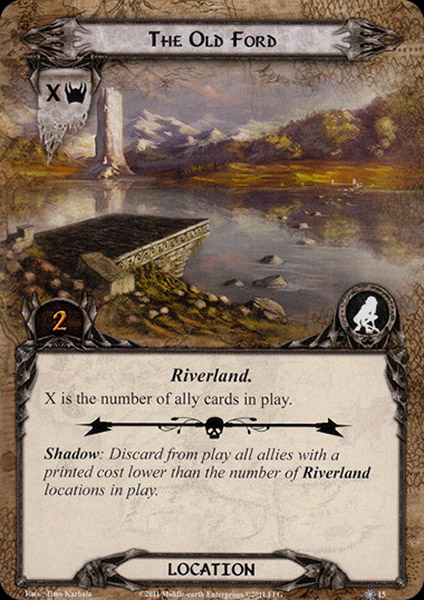 The Old Ford
X
2
Riverland.
X is the number of ally cards in play.
Shadow: Discard from play all allies with a
printed cost lower than the number of Riverland
locations in play.
LOCATION
Illus. Tiziano Karhula
©2011 Middle-earth Enterprises ©2011 FFG
15